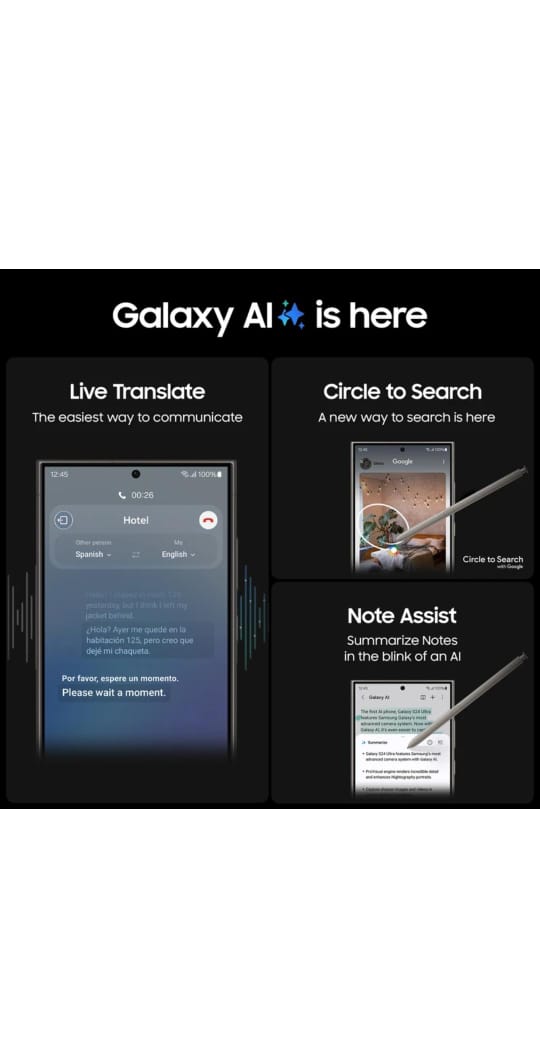 Galaxy AI is here
Live Translate
The easiest way to communicate
12:45
100%
00:26
Hotel
Other person
Me
Spanish
English
Hello? I stayed in room 125
yesterday, but I think I left my
jacket behind.
¿Hola? Ayer me quedé en la
habitación 125, pero creo que
dejé mi chaqueta.
Por favor, espere un momento.
Please wait a moment.
Circle to Search
A new way to search is here
12:45
100%
Google
Circle to Search
with Google
Note Assist
Summarize Notes
in the blink of an AI
12:45
100%
Galaxy AI
The first AI phone, Galaxy S24 Ultra
features Samsung Galaxy's most
advanced camera system. Now with
Galaxy AI, it's even easier to
Summarize
• Galaxy S24 Ultra features Samsung's most
advanced camera system with Galaxy AI.
• ProVisual engine renders incredible detail
and enhances Nightography portraits